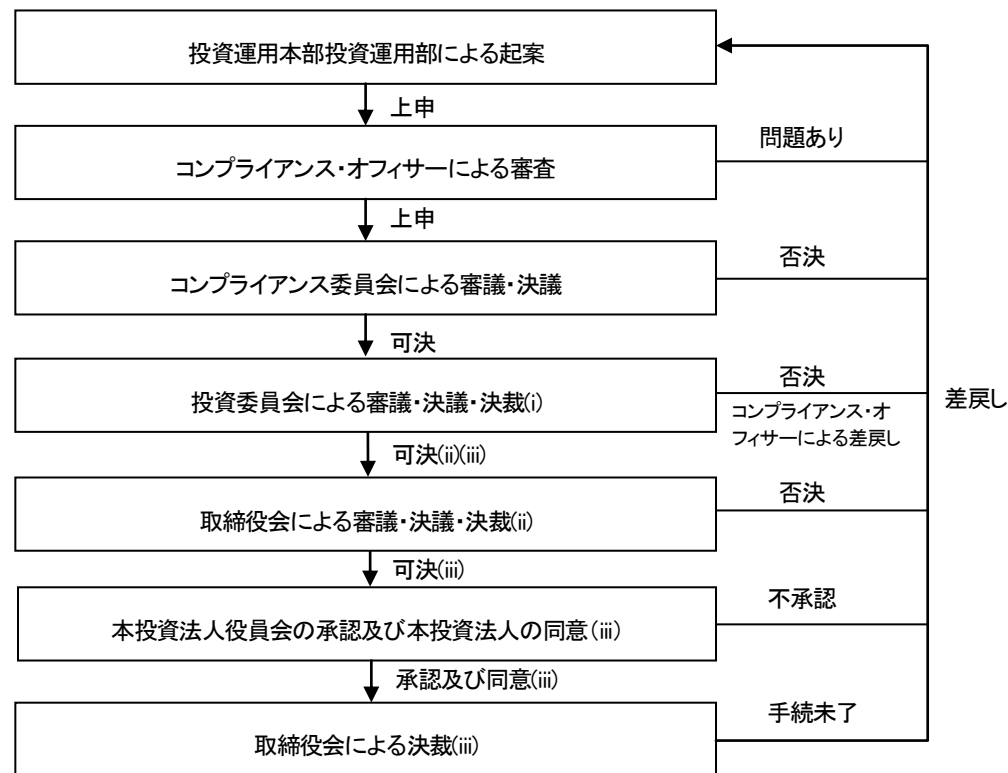 投資運用本部投資運用部による起案
上申
コンプライアンス・オフィサーによる審査
問題あり
上申
コンプライアンス委員会による審議・決議
否決
可決
投資委員会による審議・決議・決裁(i)
否決
コンプライアンス・オ
フィサーによる差戻し
差戻し
可決(ii)(iii)
取締役会による審議・決議・決裁(ii)
否決
可決(iii)
本投資法人役員会の承認及び本投資法人の同意(iii)
不承認
承認及び同意(iii)
取締役会による決裁(iii)
手続未了